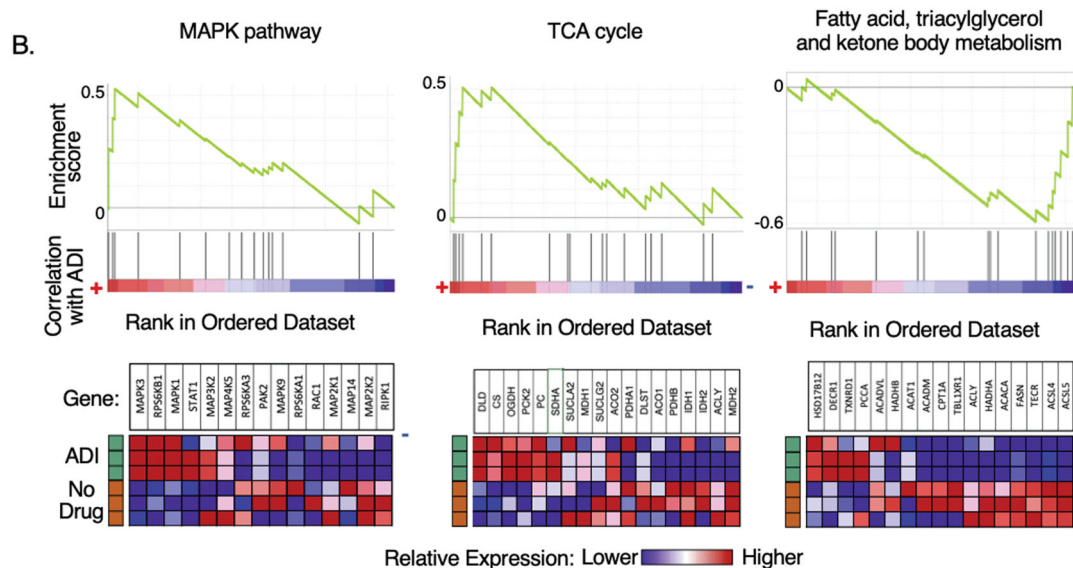 B.
MAPK pathway
TCA cycle
Fatty acid, triacylglycerol
and ketone body metabolism
Enrichment
score
0.5
0
0.5
0
0
-0.6
Correlation
with ADI
+
+
-
+
Rank in Ordered Dataset
Rank in Ordered Dataset
Rank in Ordered Dataset
Gene:
MAPK3
RPS6KB1
MAPK1
STAT1
MAP3K2
MAP4K5
RPS6KA3
PAK2
MAPK9
RPS6KA1
RAC1
MAP2K1
MAP14
MAP2K2
RIPK1
DLD
CS
OGDH
PCK2
PC
SDHA
SUCLA2
MDH1
SUCLG2
ACO2
PDHA1
DLST
ACO1
PDHB
IDH1
IDH2
ACLY
MDH2
HSD17B12
DECR1
TXNRD1
PCCA
ACADVL
HADHB
ACAT1
ACADM
CPT1A
TBL1XR1
ACLY
HADHA
ACACA
FASN
TECR
ACSL4
ACSL5
-
ADI
No
Drug
Relative Expression: Lower Higher